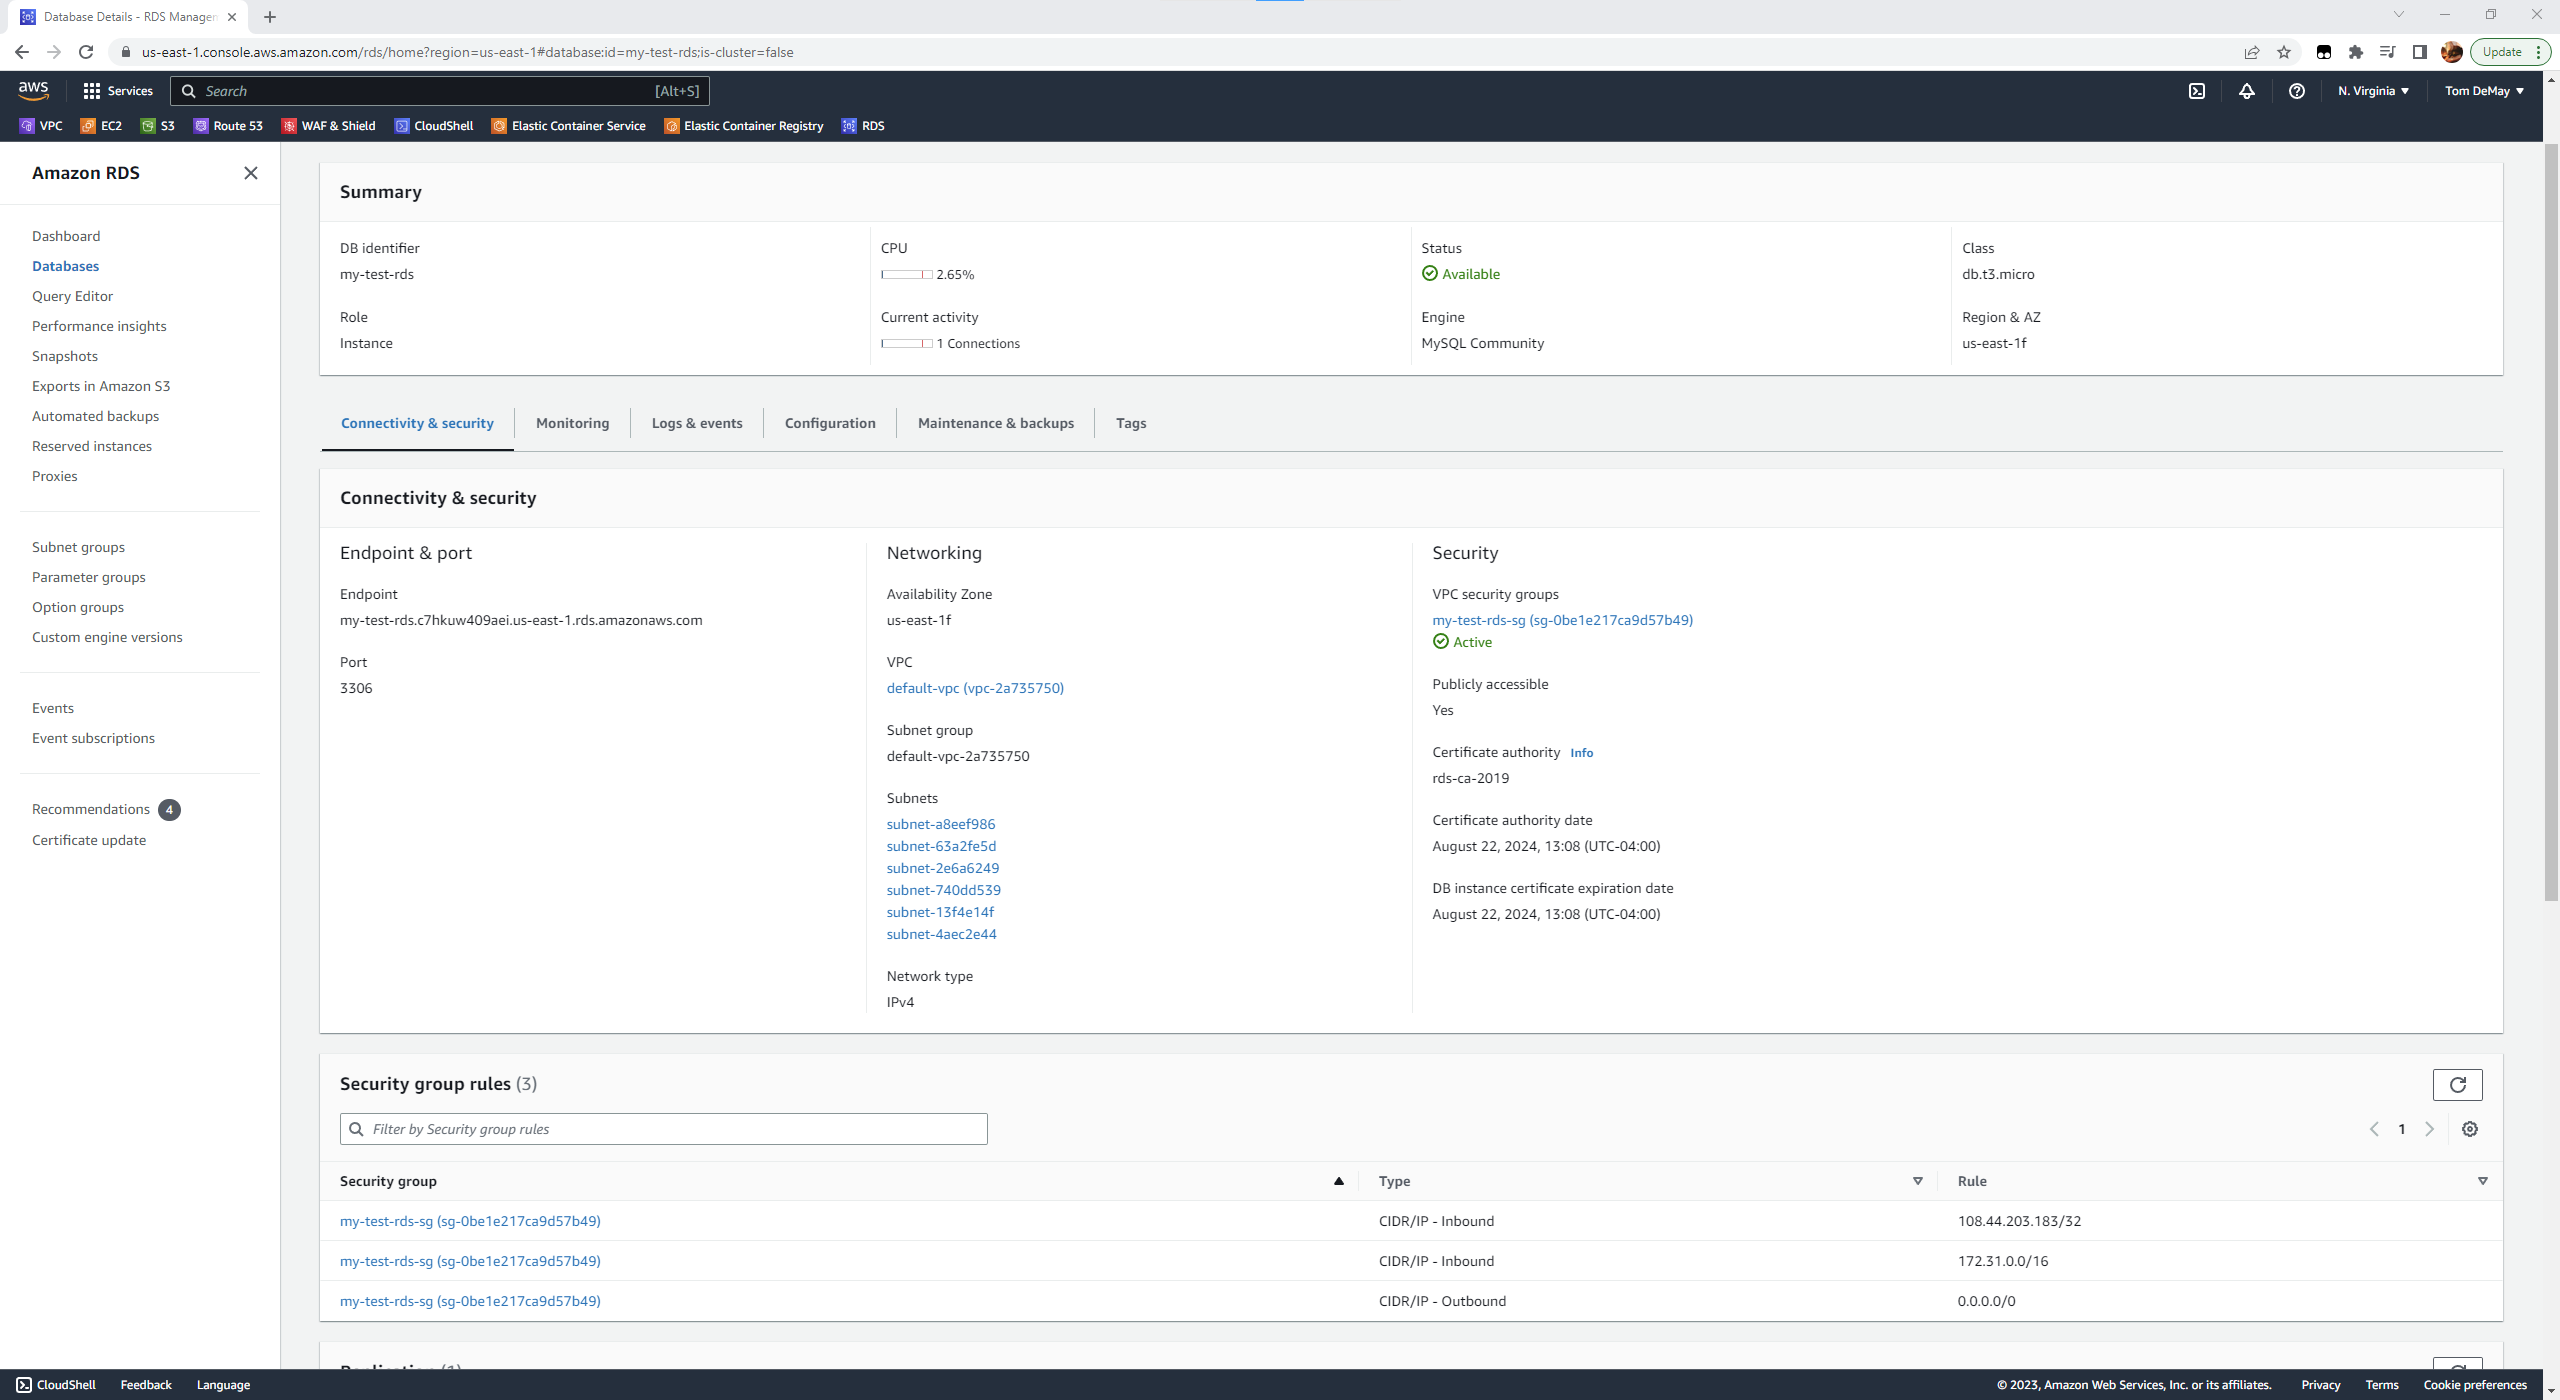 Database Details - RDS Managem
us-east-1.console.aws.amazon.com/rds/home?region=us-east-1#database:id=my-test-rds;is-cluster=false
Update
aws
Services
Search
[Alt+S]
N. Virginia
Tom DeMay
VPC
EC2
S3
Route 53
WAF & Shield
CloudShell
Elastic Container Service
Elastic Container Registry
RDS
Amazon RDS
Dashboard
Databases
Query Editor
Performance insights
Snapshots
Exports in Amazon S3
Automated backups
Reserved instances
Proxies
Subnet groups
Parameter groups
Option groups
Custom engine versions
Events
Event subscriptions
Recommendations 4
Certificate update
Summary
DB identifier
my-test-rds
CPU
2.65%
Status
Available
Class
db.t3.micro
Role
Instance
Current activity
1 Connections
Engine
MySQL Community
Region & AZ
us-east-1f
Connectivity & security
Monitoring
Logs & events
Configuration
Maintenance & backups
Tags
Connectivity & security
Endpoint & port
Endpoint
my-test-rds.c7hkuw409aei.us-east-1.rds.amazonaws.com
Port
3306
Networking
Availability Zone
us-east-1f
VPC
default-vpc (vpc-2a735750)
Subnet group
default-vpc-2a735750
Subnets
subnet-a8eef986
subnet-63a2fe5d
subnet-2e6a6249
subnet-740dd539
subnet-13f4e14f
subnet-4aec2e44
Network type
IPv4
Security
VPC security groups
my-test-rds-sg (sg-0be1e217ca9d57b49)
Active
Publicly accessible
Yes
Certificate authority Info
rds-ca-2019
Certificate authority date
August 22, 2024, 13:08 (UTC-04:00)
DB instance certificate expiration date
August 22, 2024, 13:08 (UTC-04:00)
Security group rules (3)
Filter by Security group rules
1
Security group
Type
Rule
my-test-rds-sg (sg-0be1e217ca9d57b49)
CIDR/IP - Inbound
108.44.203.183/32
my-test-rds-sg (sg-0be1e217ca9d57b49)
CIDR/IP - Inbound
172.31.0.0/16
my-test-rds-sg (sg-0be1e217ca9d57b49)
CIDR/IP - Outbound
0.0.0.0/0
CloudShell
Feedback
Language
© 2023, Amazon Web Services, Inc. or its affiliates.
Privacy
Terms
Cookie preferences